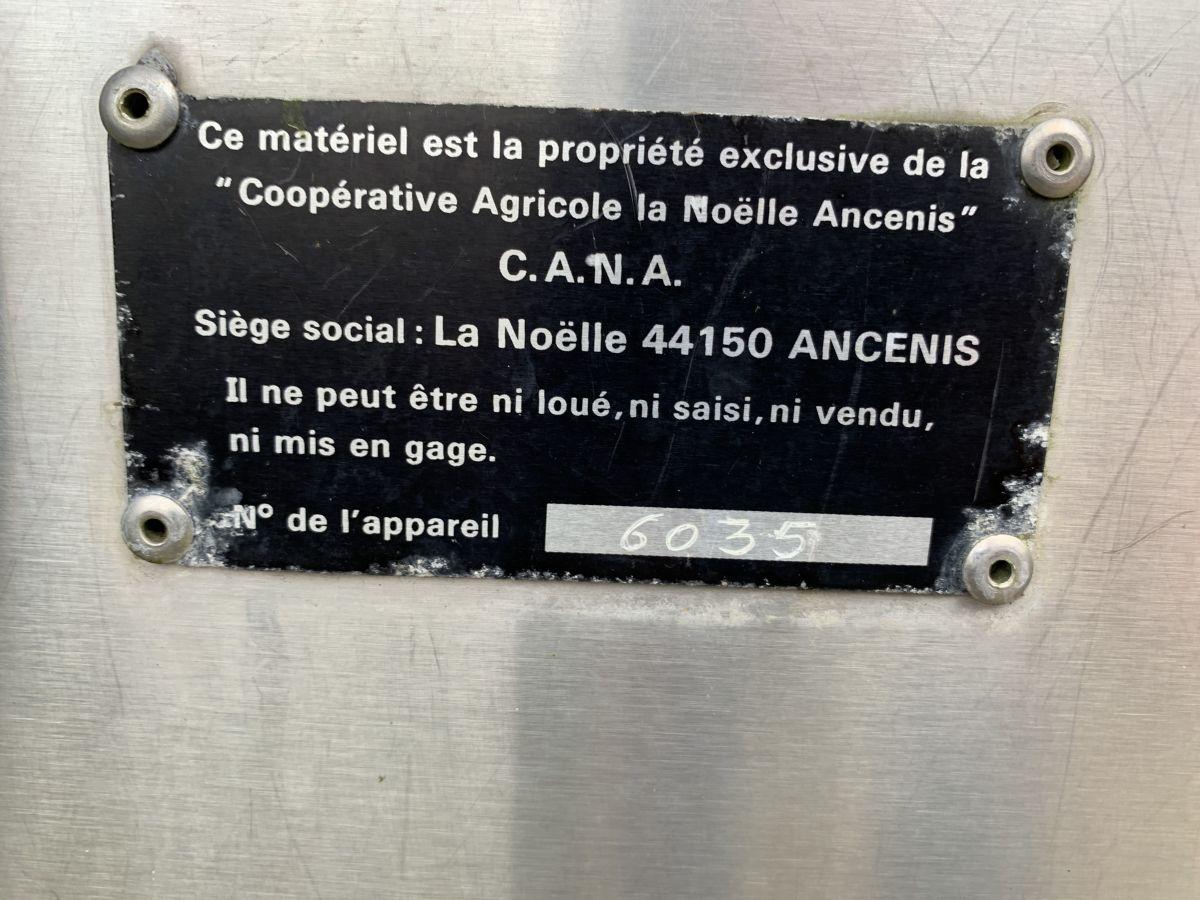 Ce matériel est la propriété exclusive de la
"Coopérative Agricole la Noëlle Ancenis"
C.A.N.A.
Siège social : La Noëlle 44150 ANCENIS
Il ne peut être ni loué, ni saisi, ni vendu,
ni mis en gage.
N° de l'appareil 6035